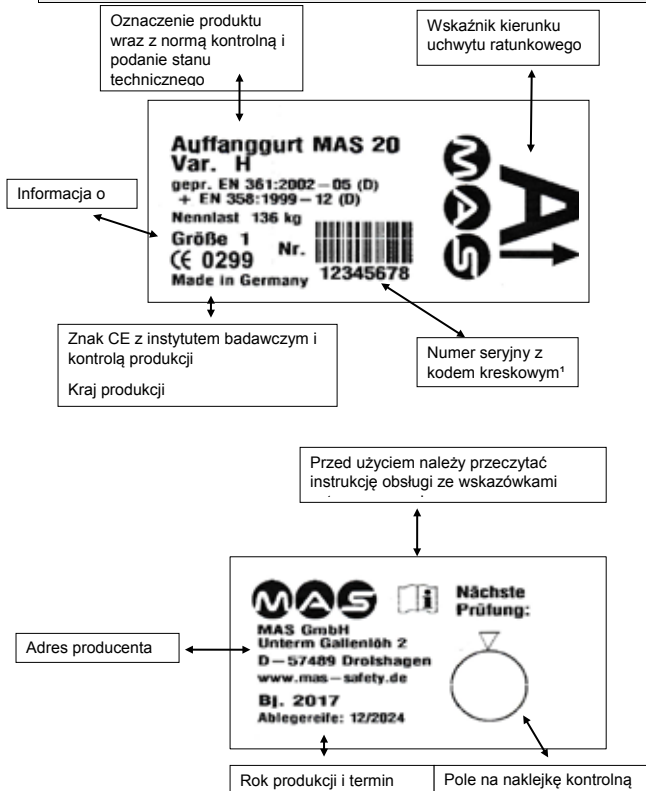 Oznaczenie produktu
wraz z normą kontrolną i
podanie stanu
technicznego
Wskaźnik kierunku
uchwytu ratunkowego
Auffanggurt MAS 20
Var. H
gepr. EN 361:2002-05 (D)
+ EN 358:1999-12 (D)
Nennlast 136 kg
Größe 1
CE 0299
Made in Germany
Nr.
12345678
MAS
A
Informacja o
Znak CE z instytutem badawczym i
kontrolą produkcji
Kraj produkcji
Numer seryjny z
kodem kreskowym¹
Przed użyciem należy przeczytać
instrukcję obsługi ze wskazówkami
MAS
MAS GmbH
Unterm Gallenlöh 2
D-57489 Drolshagen
www.mas-safety.de
Bj. 2017
Ablegereife: 12/2024
i
Nächste
Prüfung:
Adres producenta
Rok produkcji i termin
Pole na naklejkę kontrolną